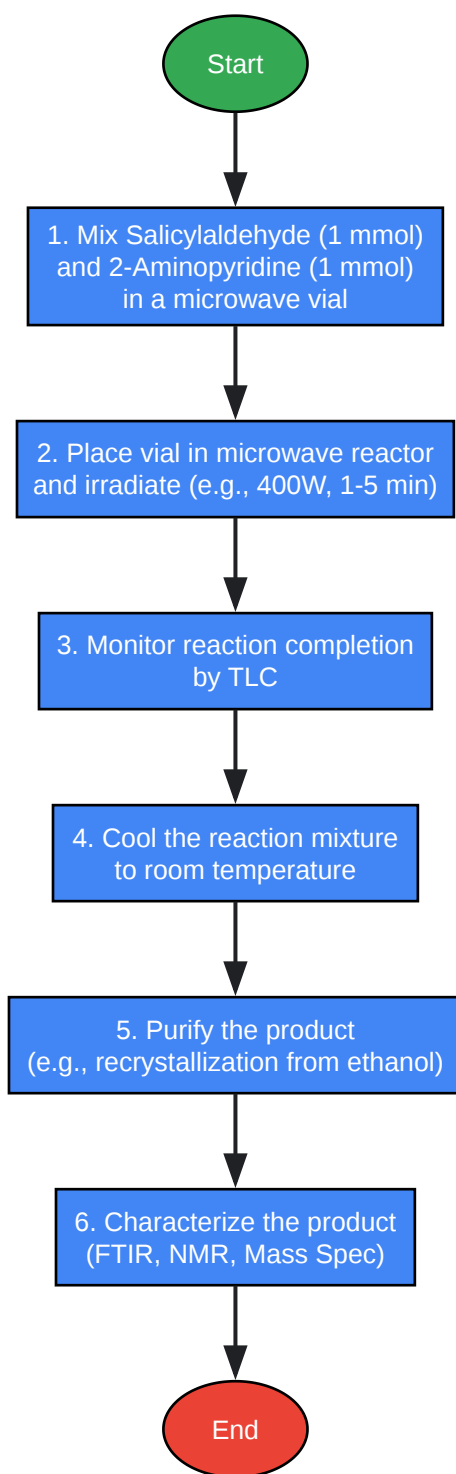 Start
1. Mix Salicylaldehyde (1 mmol)
and 2-Aminopyridine (1 mmol)
in a microwave vial
2. Place vial in microwave reactor
and irradiate (e.g., 400W, 1-5 min)
3. Monitor reaction completion
by TLC
4. Cool the reaction mixture
to room temperature
5. Purify the product
(e.g., recrystallization from ethanol)
6. Characterize the product
(FTIR, NMR, Mass Spec)
End